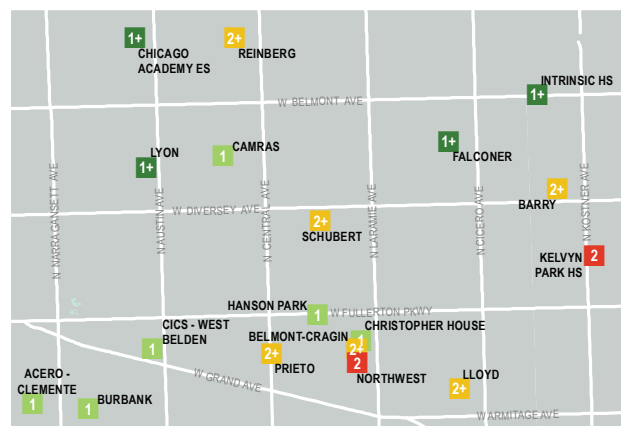 1+
CHICAGO
ACADEMY ES
2+
REINBERG
INTRINSIC HS
1+
W BELMONT AVE
1+
LYON
1
CAMRAS
1+
FALCONER
N NARRAGANSETT AVE
N AUSTIN AVE
N CENTRAL AVE
N LARAMIE AVE
N CICERO AVE
N KOSTNER AVE
2+
BARRY
W DIVERSEY AVE
2+
SCHUBERT
KELVYN
PARK HS
2
HANSON PARK
1
W FULLERTON PKWY
CICS - WEST
BELDEN
1
BELMONT-CRAGIN
2+
CHRISTOPHER HOUSE
1
2+
PRIETO
2
NORTHWEST
W GRAND AVE
ACERO -
CLEMENTE
1
BURBANK
1
LLOYD
2+
W ARMITAGE AVE